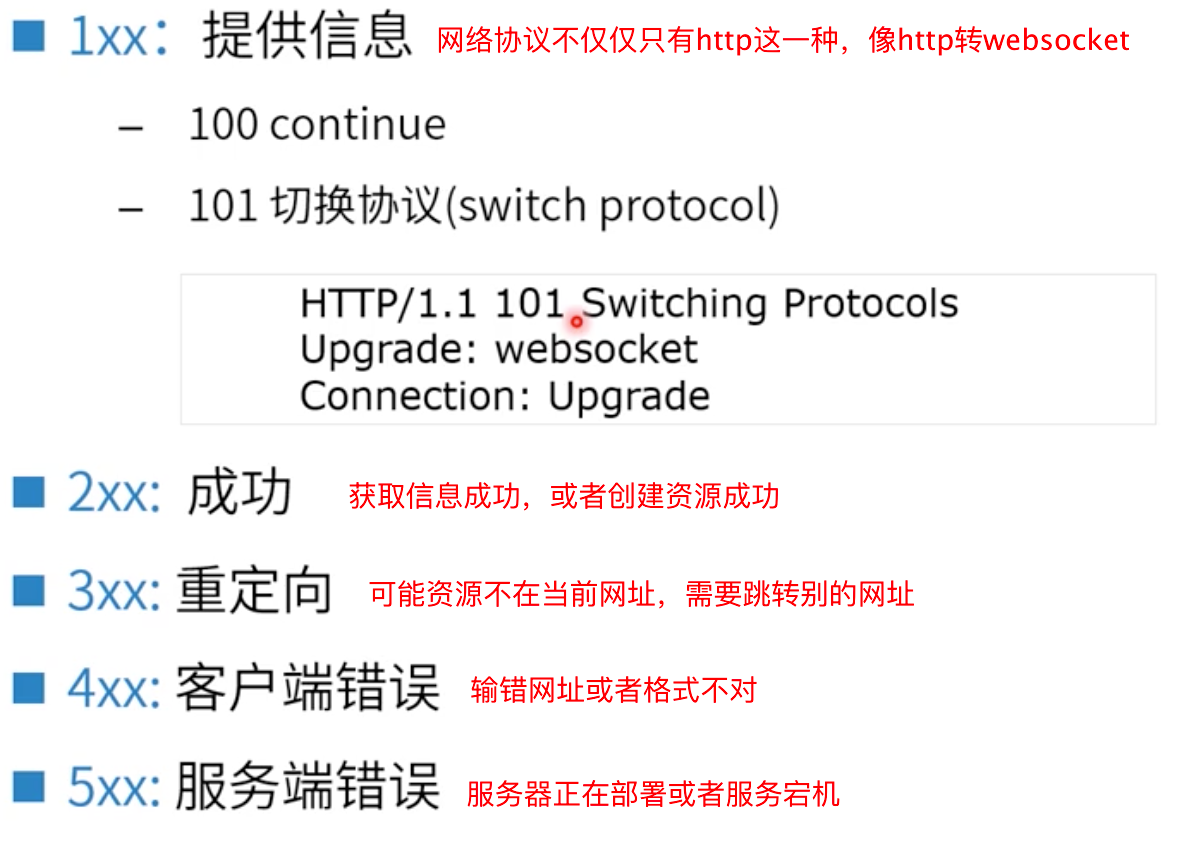 1xx： 提供信息 网络协议不仅仅只有http这一种，像http转websocket
– 100 continue
– 101 切换协议(switch protocol)
HTTP/1.1 101 Switching Protocols
Upgrade: websocket
Connection: Upgrade
2xx: 成功 获取信息成功，或者创建资源成功
3xx: 重定向 可能资源不在当前网址，需要跳转别的网址
4xx: 客户端错误 输错网址或者格式不对
5xx: 服务端错误 服务器正在部署或者服务宕机